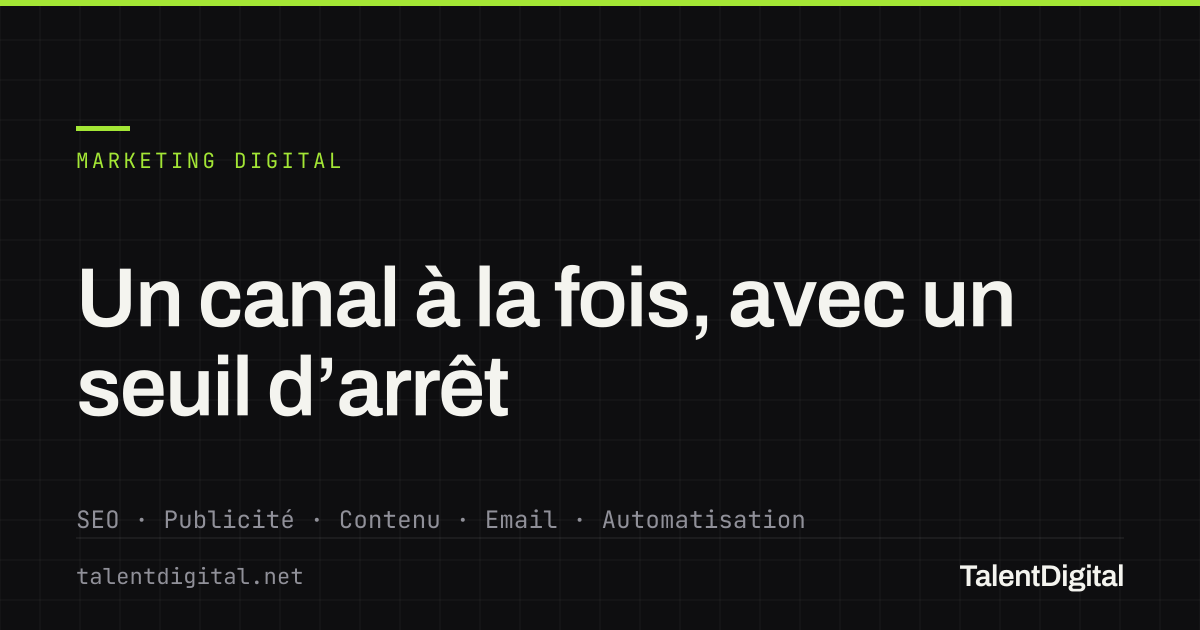 MARKETING DIGITAL
Un canal à la fois, avec un
seuil d’arrêt
SEO · Publicité · Contenu · Email · Automatisation
talentdigital.net
TalentDigital